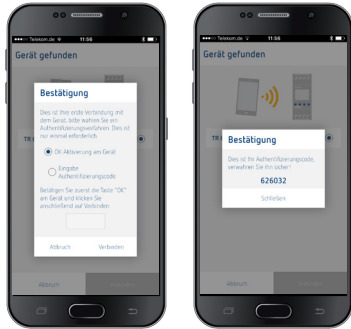 Telekom.de 11:56
Gerät gefunden
Bestätigung
Dies ist Ihre erste Verbindung mit
dem Gerät, bitte wählen Sie ein
Authentifizierungsverfahren. Dies ist
nur einmal erforderlich.
OK-Aktivierung am Gerät
Eingabe
Authentifizierungscode
Betätigen Sie zuerst die Taste "OK"
am Gerät und klicken Sie
anschließend auf Verbinden.
Abbruch Verbinden
Abbruch
Telekom.de 11:56
Gerät gefunden
Bestätigung
Dies ist Ihr Authentifizierungscode,
verwahren Sie ihn sicher!
626032
Schließen
Abbruch